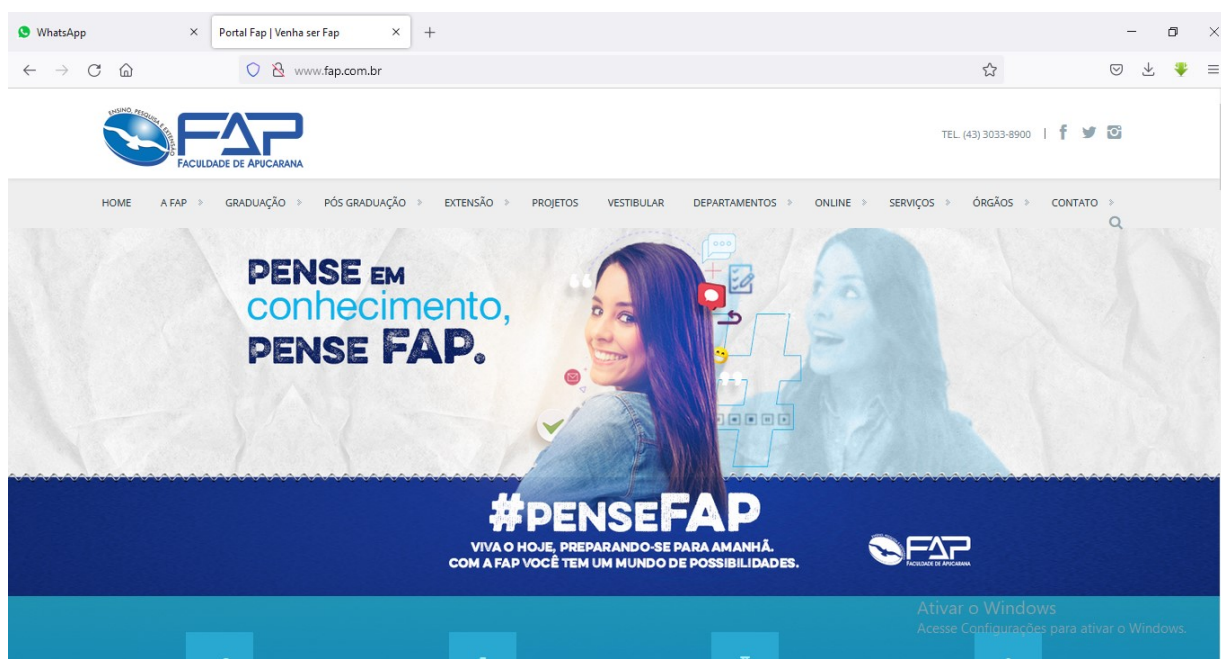 WhatsApp
Portal Fap | Venha ser Fap
www.fap.com.br
ENSINO, PESQUISA E EXTENSÃO
FAP
FACULDADE DE APUCARANA
TEL. (43) 3033-8900
HOME A FAP GRADUAÇÃO PÓS GRADUAÇÃO EXTENSÃO PROJETOS VESTIBULAR DEPARTAMENTOS ONLINE SERVIÇOS ÓRGÃOS CONTATO
PENSE EM
conhecimento,
PENSE FAP.
#PENSEFAP
VIVA O HOJE, PREPARANDO-SE PARA AMANHÃ.
COM A FAP VOCÊ TEM UM MUNDO DE POSSIBILIDADES.
FAP
FACULDADE DE APUCARANA
Ativar o Windows
Acesse Configurações para ativar o Windows.